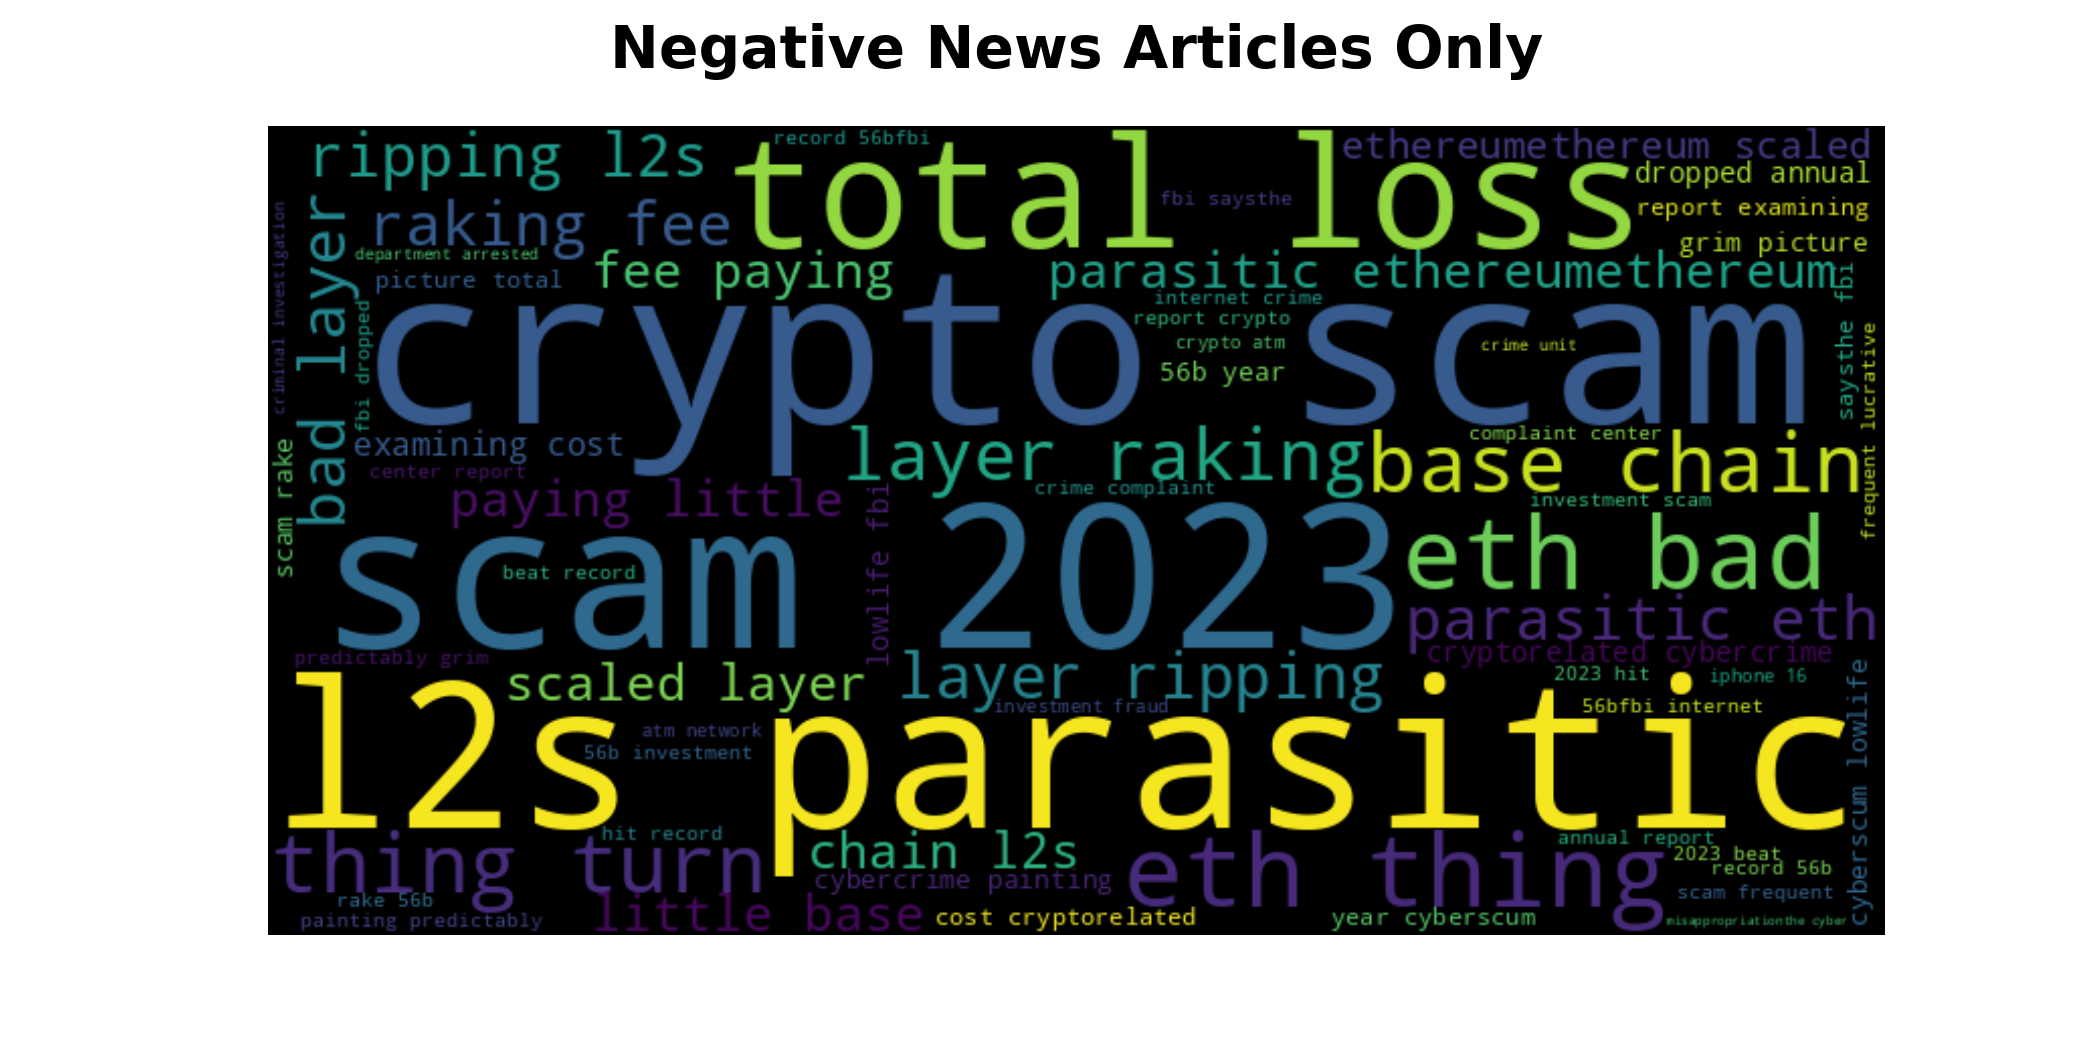 Negative News Articles Only
ripping l2s
record 56bfbi
total loss
ethereumethereum scaled
dropped annual
fbi saysthe
report examining
raking fee
grim picture
department arrested
criminal investigation
bad layer
picture total
fee paying
parasitic ethereumethereum
saysthe fbi
fbi dropped
internet crime
report crypto
crypto scam
crypto atm
crime unit
56b year
frequent lucrative
examining cost
center report
layer raking
complaint center
base chain
scam rake
paying little
crime complaint
investment scam
lowlife fbi
scam 2023
beat record
eth bad
parasitic eth
cryptorelated cybercrime
predictably grim
scaled layer
layer ripping
2023 hit
iphone 16
investment fraud
56bfbi internet
cyberscum lowlife
atm network
56b investment
l2s parasitic
hit record
thing turn
chain l2s
annual report
eth thing
2023 beat
record 56b
cybercrime painting
scam frequent
rake 56b
painting predictably
little base
cost cryptorelated
year cyberscum
misappropriationthe cyber